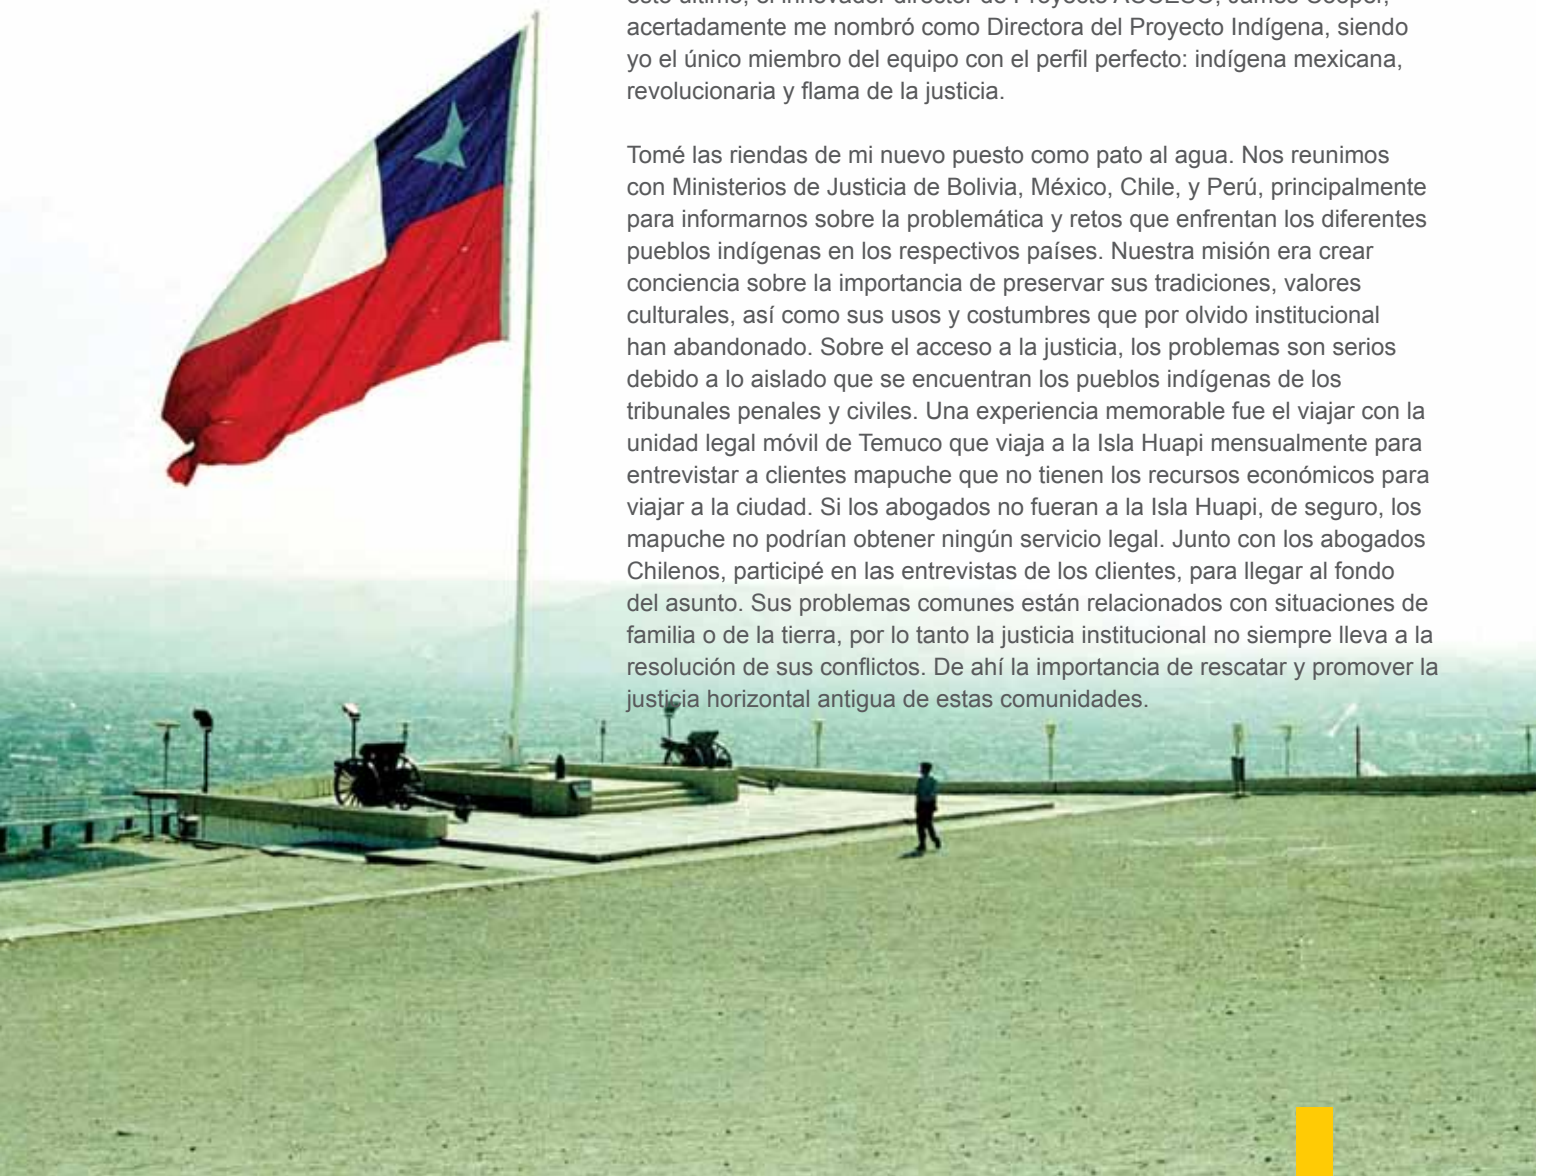 acertadamente me nombró como Directora del Proyecto Indígena, siendo
yo el único miembro del equipo con el perfil perfecto: indígena mexicana,
revolucionaria y flama de la justicia.
Tomé las riendas de mi nuevo puesto como pato al agua. Nos reunimos
con Ministerios de Justicia de Bolivia, México, Chile, y Perú, principalmente
para informarnos sobre la problemática y retos que enfrentan los diferentes
pueblos indígenas en los respectivos países. Nuestra misión era crear
conciencia sobre la importancia de preservar sus tradiciones, valores
culturales, así como sus usos y costumbres que por olvido institucional
han abandonado. Sobre el acceso a la justicia, los problemas son serios
debido a lo aislado que se encuentran los pueblos indígenas de los
tribunales penales y civiles. Una experiencia memorable fue el viajar con la
unidad legal móvil de Temuco que viaja a la Isla Huapi mensualmente para
entrevistar a clientes mapuche que no tienen los recursos económicos para
viajar a la ciudad. Si los abogados no fueran a la Isla Huapi, de seguro, los
mapuche no podrían obtener ningún servicio legal. Junto con los abogados
Chilenos, participé en las entrevistas de los clientes, para llegar al fondo
del asunto. Sus problemas comunes están relacionados con situaciones de
familia o de la tierra, por lo tanto la justicia institucional no siempre lleva a la
resolución de sus conflictos. De ahí la importancia de rescatar y promover la
justicia horizontal antigua de estas comunidades.